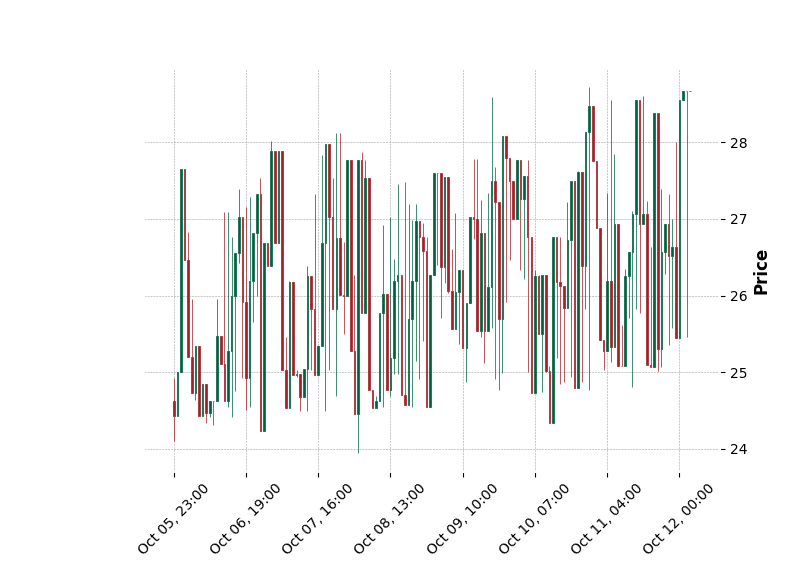 28
27
26
25
24
Price
Oct 05, 23:00
Oct 06, 19:00
Oct 07, 16:00
Oct 08, 13:00
Oct 09, 10:00
Oct 10, 07:00
Oct 11, 04:00
Oct 12, 00:00